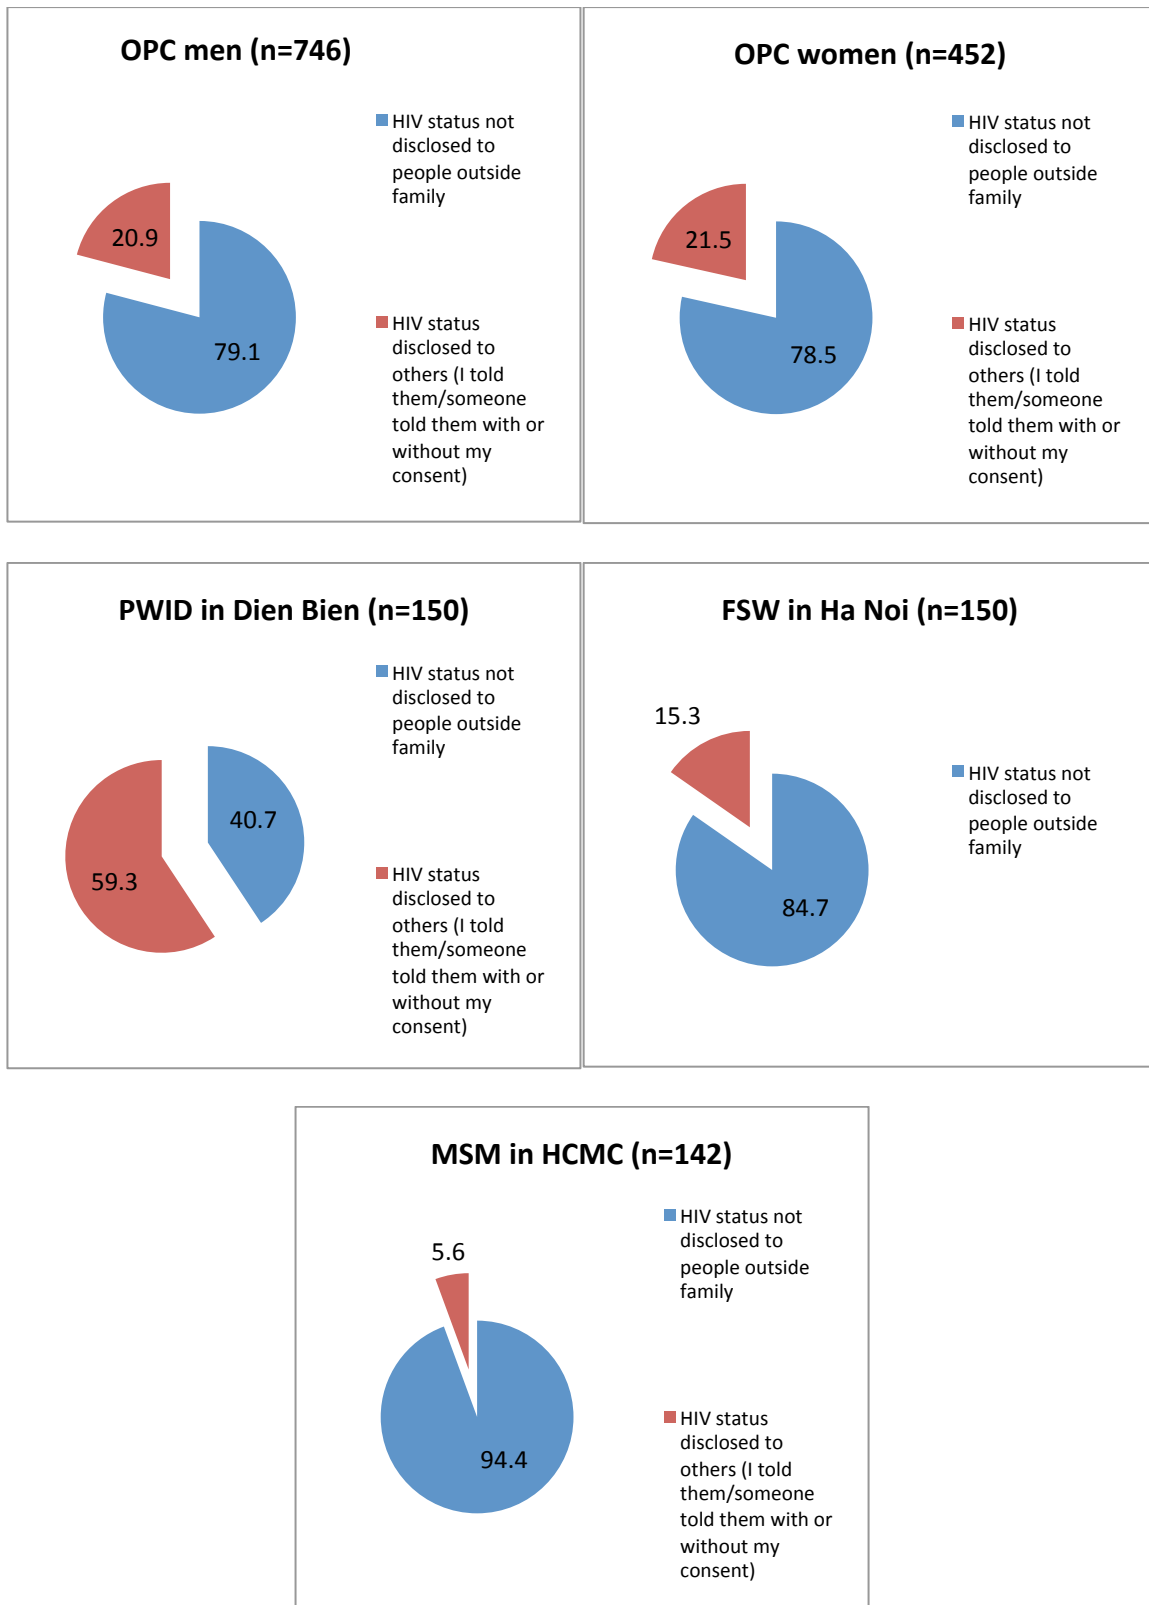 OPC men (n=746)
HIV status not
disclosed to
people outside
family
20.9
79.1
HIV status
disclosed to
others (I told
them/someone
told them with or
without my
consent)
OPC women (n=452)
HIV status not
disclosed to
people outside
family
21.5
78.5
HIV status
disclosed to
others (I told
them/someone
told them with or
without my
consent)
PWID in Dien Bien (n=150)
HIV status not
disclosed to
people outside
family
40.7
59.3
HIV status
disclosed to
others (I told
them/someone
told them with or
without my
consent)
FSW in Ha Noi (n=150)
15.3
HIV status not
disclosed to
people outside
family
84.7
MSM in HCMC (n=142)
HIV status not
disclosed to
people outside
family
5.6
94.4
HIV status
disclosed to
others (I told
them/someone
told them with or
without my
consent)